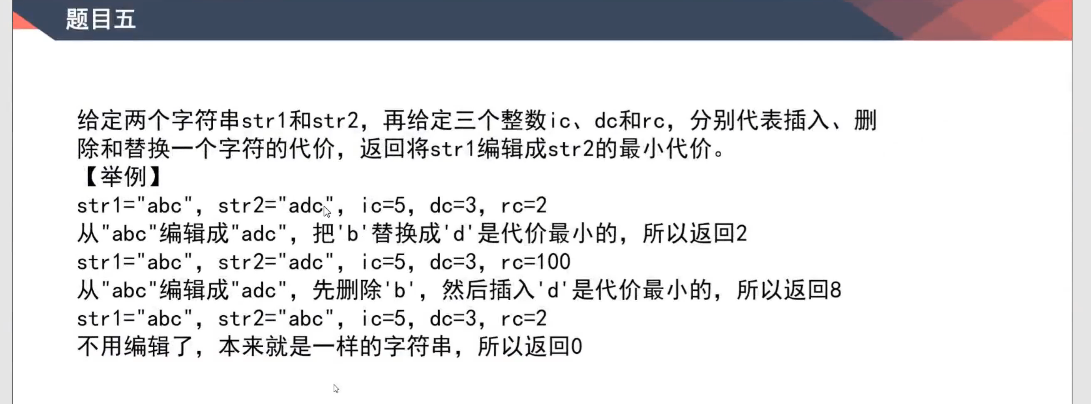 题目五
给定两个字符串str1和str2，再给定三个整数ic、dc和rc，分别代表插入、删
除和替换一个字符的代价，返回将str1编辑成str2的最小代价。
【举例】
str1="abc"，str2="adc"，ic=5，dc=3，rc=2
从"abc"编辑成"adc"，把'b'替换成'd'是代价最小的，所以返回2
str1="abc"，str2="adc"，ic=5，dc=3，rc=100
从"abc"编辑成"adc"，先删除'b'，然后插入'd'是代价最小的，所以返回8
str1="abc"，str2="abc"，ic=5，dc=3，rc=2
不用编辑了，本来就是一样的字符串，所以返回0